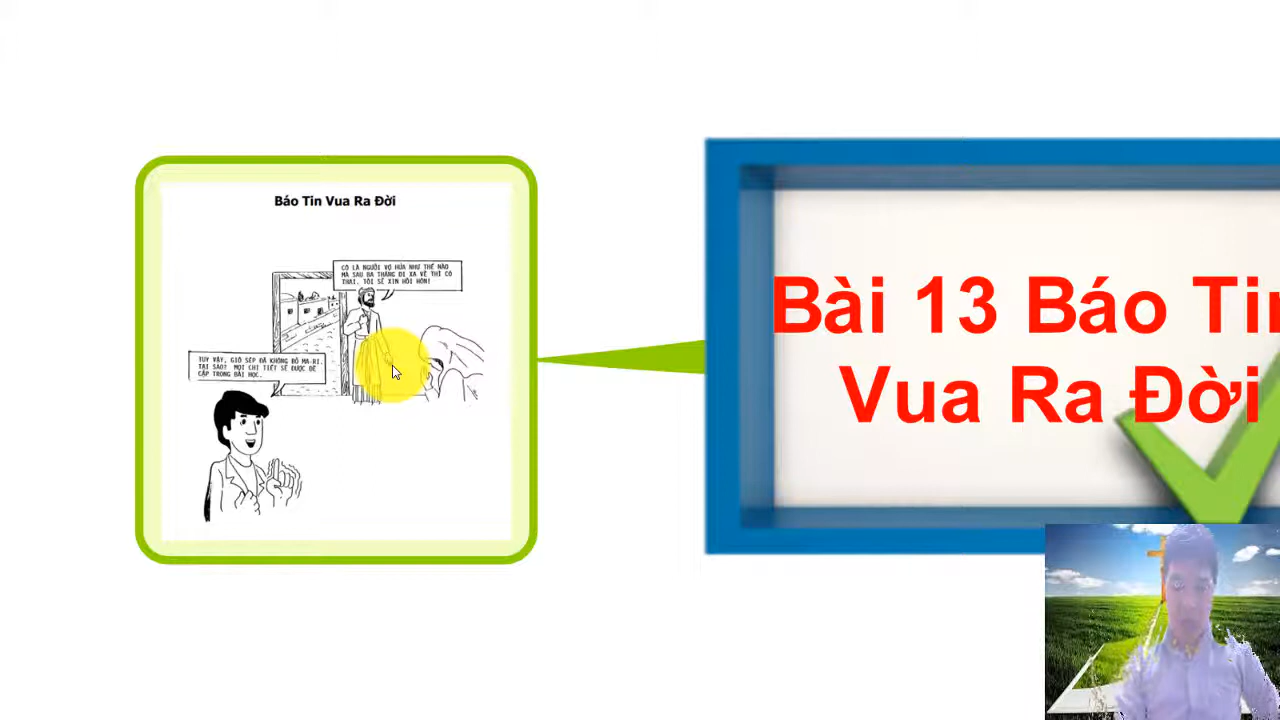 Báo Tin Vua Ra Đời
CÔ LÀ NGƯỜI VỢ HỨA NHƯ THẾ NÀO
MÀ SAU BA THÁNG ĐI XA VỀ THÌ CÓ
THAI. TÔI SẼ XIN HỒI HÔN!
TUY VẬY, GIÔ SÉP ĐÃ KHÔNG BỎ MA-RI.
TẠI SAO? MỌI CHI TIẾT SẼ ĐƯỢC ĐỀ
CẬP TRONG BÀI HỌC.
Bài 13 Báo Tin
Vua Ra Đời